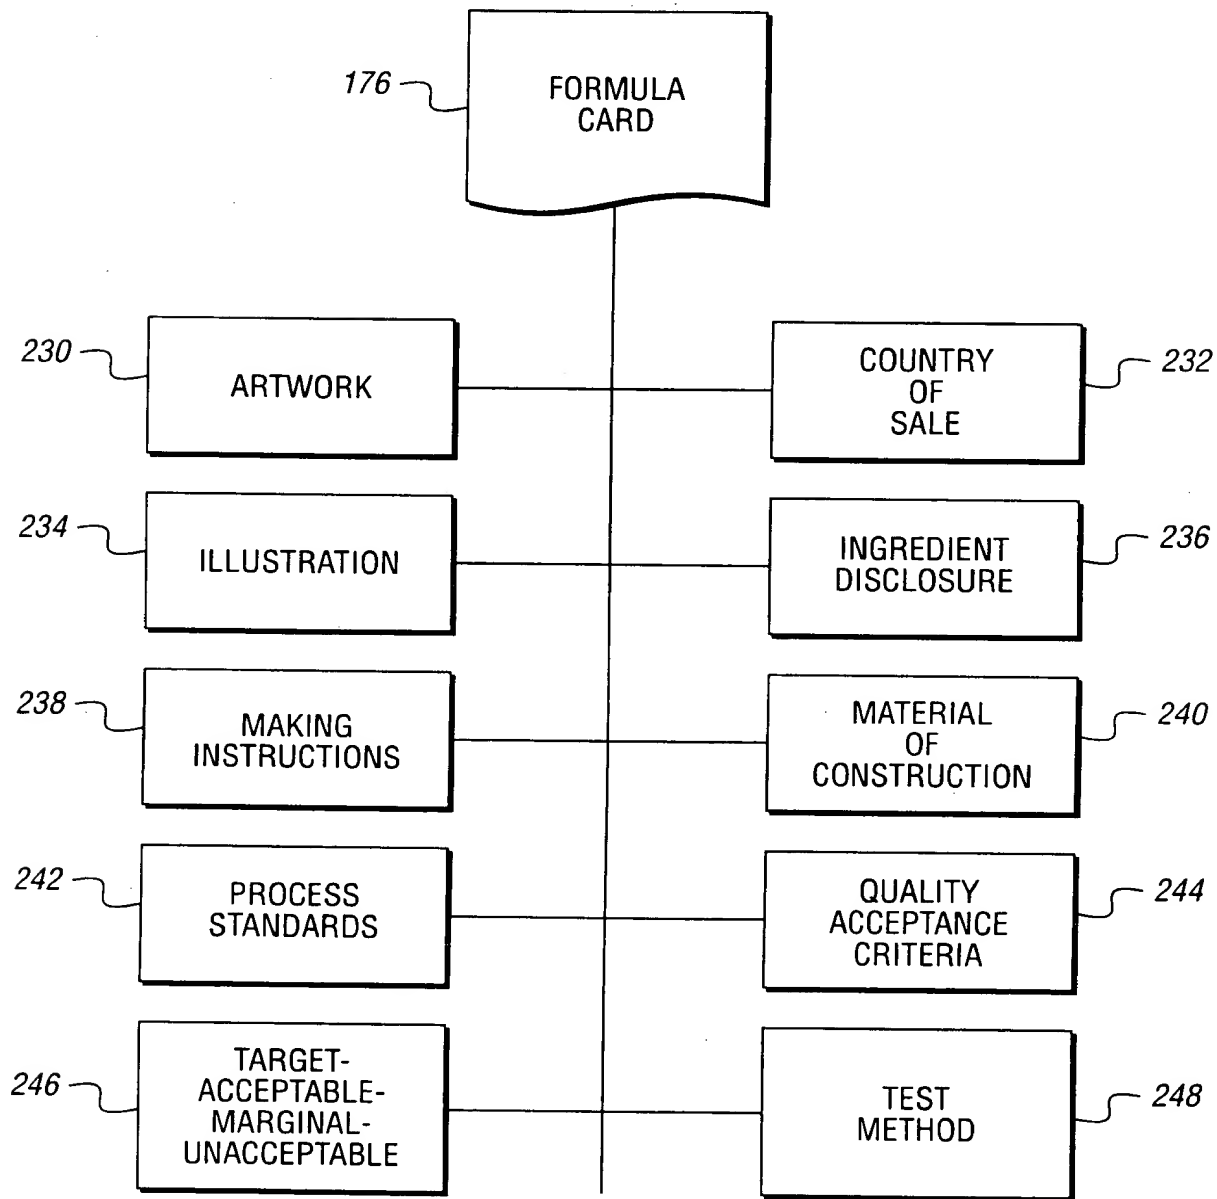 176
FORMULA
CARD
230
ARTWORK
COUNTRY
OF
SALE
232
234
ILLUSTRATION
INGREDIENT
DISCLOSURE
236
238
MAKING
INSTRUCTIONS
MATERIAL
OF
CONSTRUCTION
240
242
PROCESS
STANDARDS
QUALITY
ACCEPTANCE
CRITERIA
244
246
TARGET-
ACCEPTABLE-
MARGINAL-
UNACCEPTABLE
TEST
METHOD
248